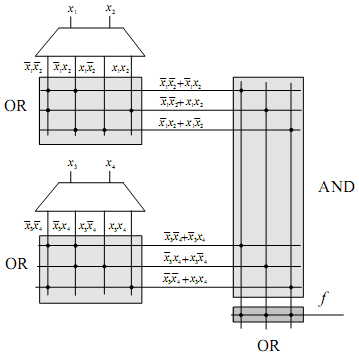 x₁ x₂
x̄₁x̄₂ x̄₁x₂ x₁x̄₂ x₁x₂
x̄₁x̄₂+x̄₁x₂
OR
x̄₁x̄₂+x₁x₂
x̄₁x₂+x₁x̄₂
x₃ x₄
AND
x̄₃x̄₄ x̄₃x₄ x₃x̄₄ x₃x₄
x̄₃x̄₄+x̄₃x₄
OR
x̄₃x₄+x₃x̄₄
x̄₃x̄₄+x₃x₄
f
OR